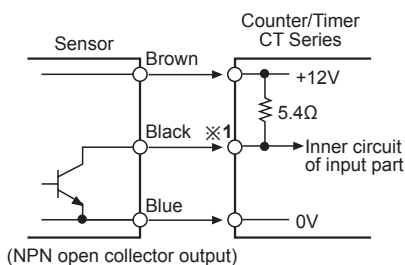 Counter/Timer
CT Series
Sensor
Brown
+12V
5.4Ω
Black ※1
Inner circuit
of input part
Blue
0V
(NPN open collector output)